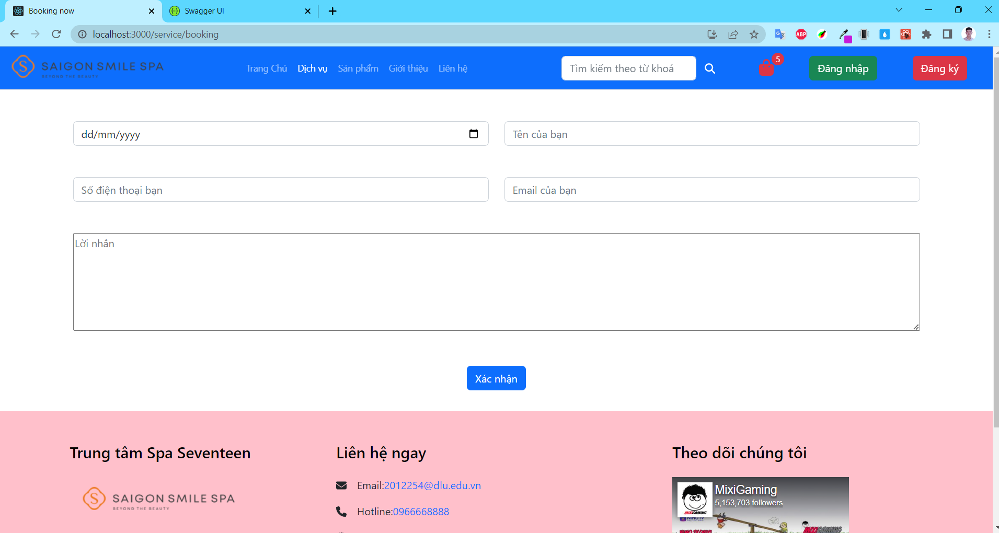 Booking now
Swagger UI
localhost:3000/service/booking
ABP
SAIGON SMILE SPA
BEYOND THE BEAUTY
Trang Chủ
Dịch vụ
Sản phẩm
Giới thiệu
Liên hệ
Tìm kiếm theo từ khoá
5
Đăng nhập
Đăng ký
dd/mm/yyyy
Tên của bạn
Số điện thoại bạn
Email của bạn
Lời nhắn
Xác nhận
Trung tâm Spa Seventeen
Liên hệ ngay
Theo dõi chúng tôi
SAIGON SMILE SPA
BEYOND THE BEAUTY
Email:2012254@dlu.edu.vn
Hotline:0966668888
MixiGaming
5,153,703 followers
MIXIGAMING
MIXIGAMING